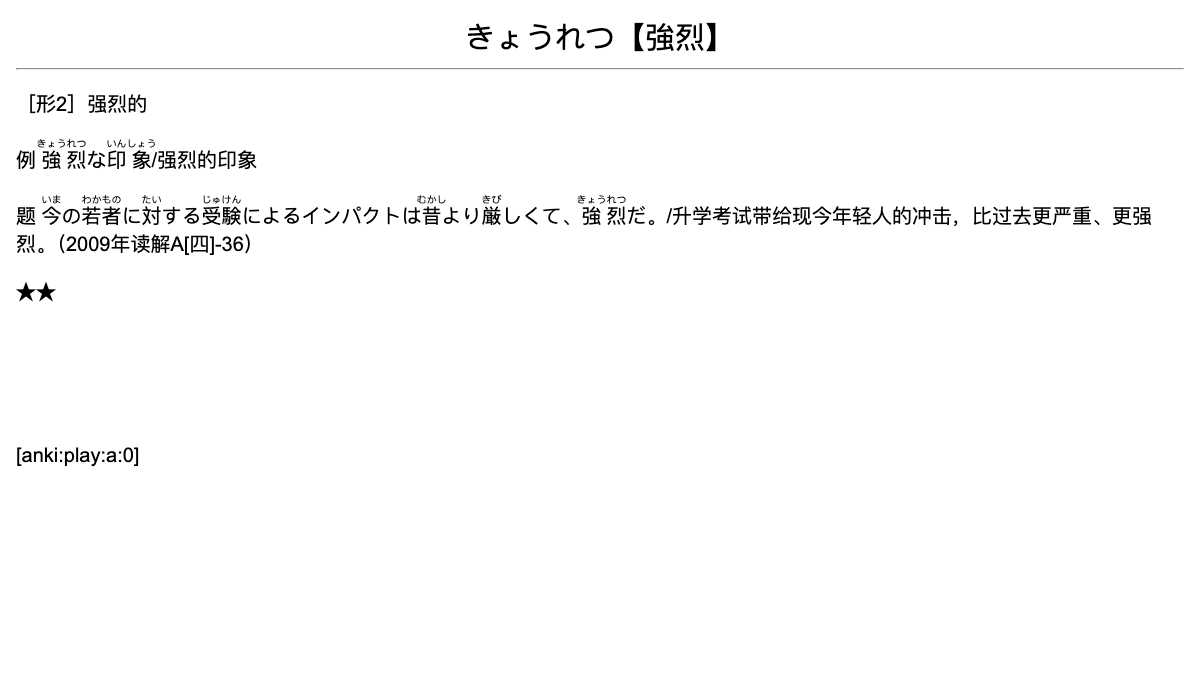 きょうれつ【強烈】
［形2］强烈的
きょうれつ いんしょう
例 強烈な印象/强烈的印象
いま わかもの たい じゅけん むかし きび きょうれつ
题 今の若者に対する受験によるインパクトは昔より厳しくて、強烈だ。/升学考试带给现今年轻人的冲击，比过去更严重、更强
烈。（2009年读解A[四]-36）
★★
[anki:play:a:0]